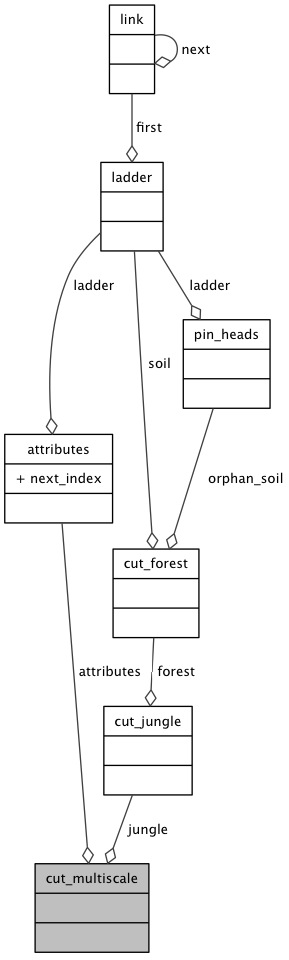 link
next
first
ladder
ladder
ladder
pin_heads
soil
attributes
+ next_index
orphan_soil
cut_forest
attributes
forest
cut_jungle
jungle
cut_multiscale